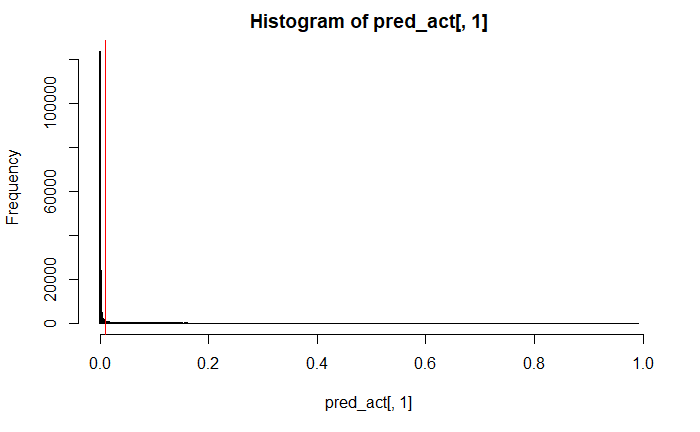 Histogram of pred_act[, 1]
Frequency
100000
60000
20000
0
0.0 0.2 0.4 0.6 0.8 1.0
pred_act[, 1]